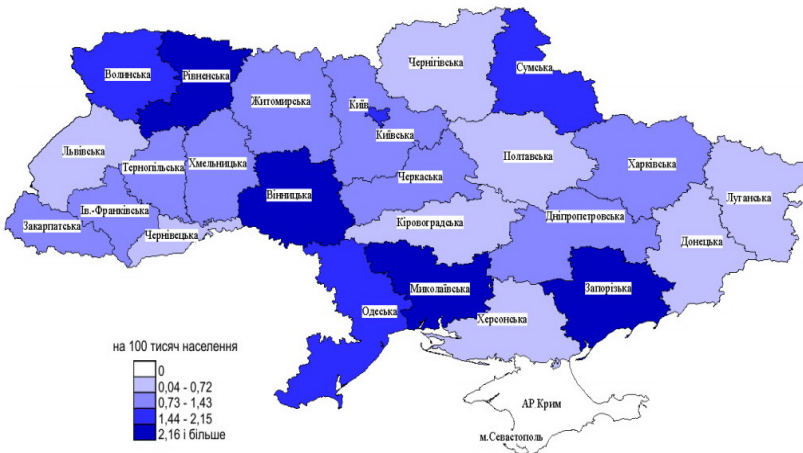 Волинська
Рівненська
Житомирська
Київ
Київська
Чернігівська
Сумська
Львівська
Тернопільська
Хмельницька
Вінницька
Черкаська
Полтавська
Харківська
Луганська
Закарпатська
Ів.-Франківська
Чернівецька
Кіровоградська
Дніпропетровська
Донецька
Одеська
Миколаївська
Херсонська
Запорізька
АР Крим
м.Севастополь
на 100 тисяч населення
0
0,04 - 0,72
0,73 - 1,43
1,44 - 2,15
2,16 і більше